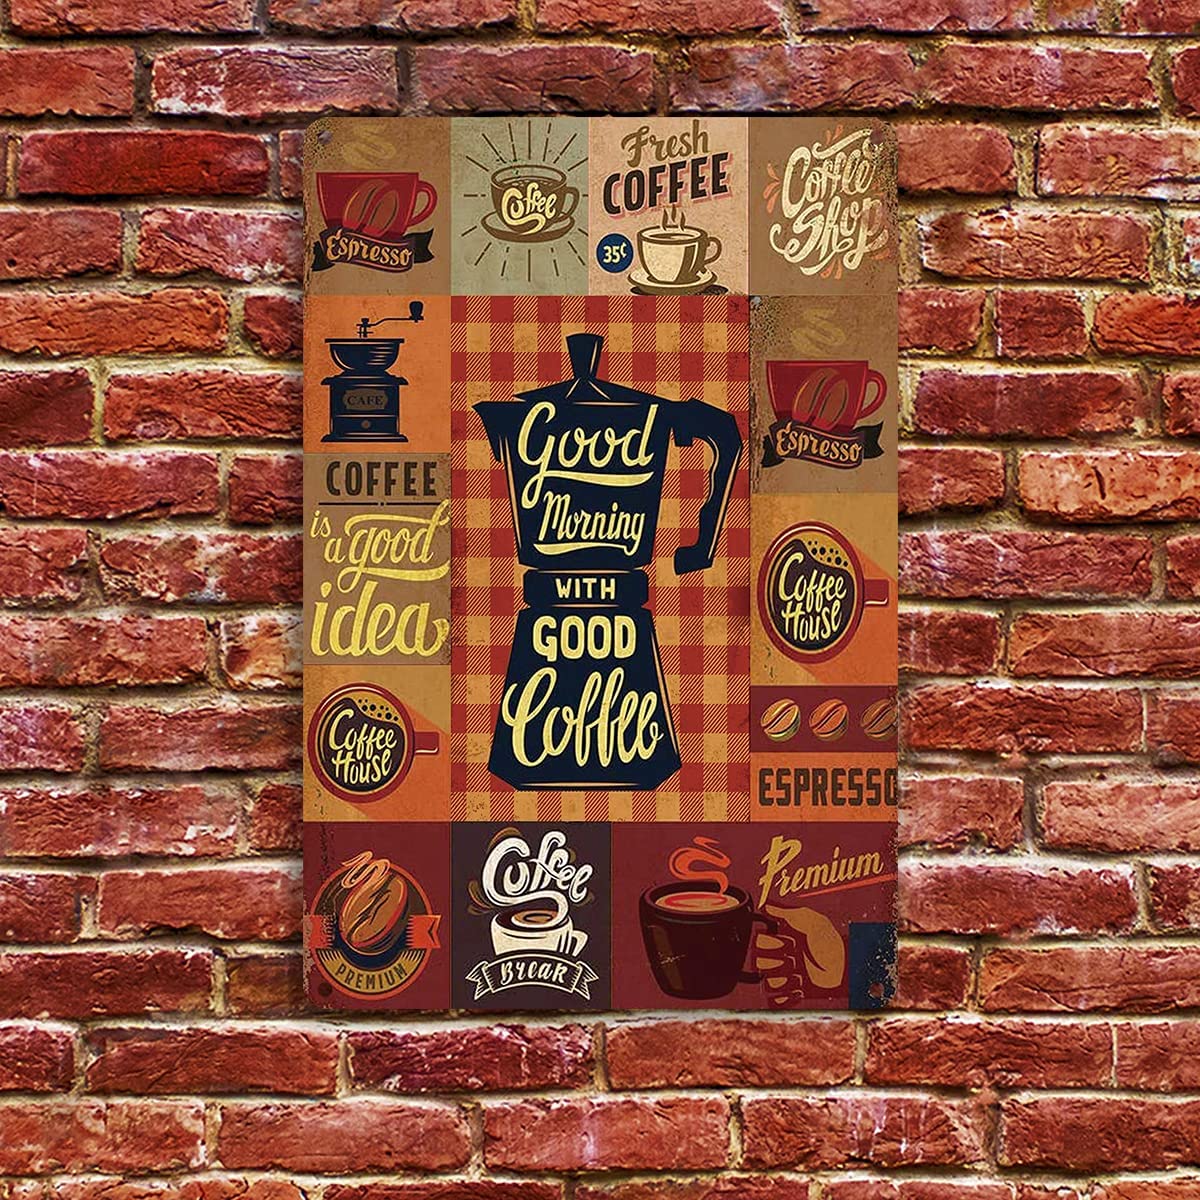 Espresso
Coffee
Fresh
COFFEE
35¢
Coffee
Shop
CAFE
COFFEE
is
a good
idea
Good
Morning
WITH
GOOD
Coffee
Espresso
Coffee
House
Coffee
House
ESPRESSO
PREMIUM
Coffee
Break
Premium